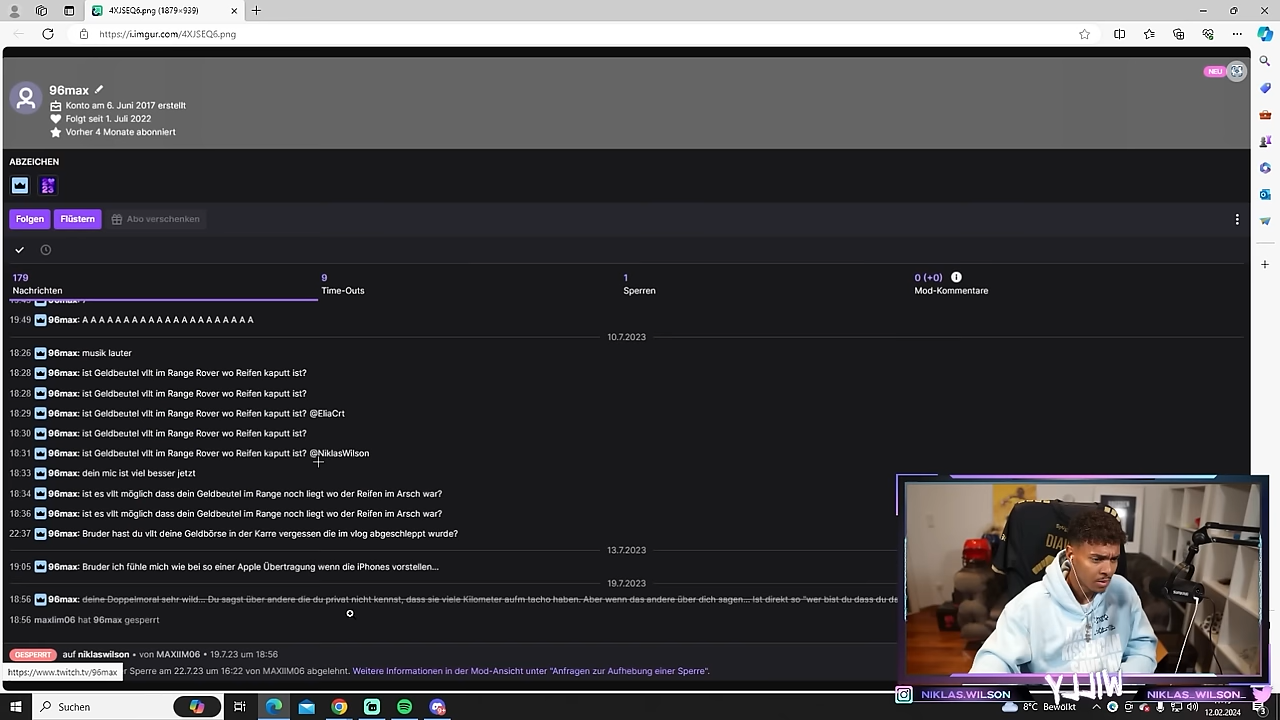 4XJSEQ6.png (1879×939)
https://i.imgur.com/4XJSEQ6.png
NEU
96max
Konto am 6. Juni 2017 erstellt
Folgt seit 1. Juli 2022
Vorher 4 Monate abonniert
ABZEICHEN
23
Folgen Flüstern Abo verschenken
179 9 1 0 (+0)
Nachrichten Time-Outs Sperren Mod-Kommentare
19:49 96max: A A A A A A A A A A A A A A A A A A A A A
10.7.2023
18:26 96max: musik lauter
18:28 96max: ist Geldbeutel vllt im Range Rover wo Reifen kaputt ist?
18:28 96max: ist Geldbeutel vllt im Range Rover wo Reifen kaputt ist?
18:29 96max: ist Geldbeutel vllt im Range Rover wo Reifen kaputt ist? @EliaCrt
18:30 96max: ist Geldbeutel vllt im Range Rover wo Reifen kaputt ist?
18:31 96max: ist Geldbeutel vllt im Range Rover wo Reifen kaputt ist? @NiklasWilson
18:33 96max: dein mic ist viel besser jetzt
18:34 96max: ist es vllt möglich dass dein Geldbeutel im Range noch liegt wo der Reifen im Arsch war?
18:36 96max: ist es vllt möglich dass dein Geldbeutel im Range noch liegt wo der Reifen im Arsch war?
22:37 96max: Bruder hast du vllt deine Geldbörse in der Karre vergessen die im vlog abgeschleppt wurde?
13.7.2023
19:05 96max: Bruder ich fühle mich wie bei so einer Apple Übertragung wenn die iPhones vorstellen...
19.7.2023
18:56 96max: deine Doppelmoral sehr wild... Du sagst über andere die du privat nicht kennst, dass sie viele Kilometer aufm tacho haben. Aber wenn das andere über dich sagen... Ist direkt so "wer bist du dass du da
18:56 maxlim06 hat 96max gesperrt
GESPERRT auf niklaswilson • von MAXIIM06 • 19.7.23 um 18:56
https://www.twitch.tv/96max r Sperre am 22.7.23 um 16:22 von MAXIIM06 abgelehnt. Weitere Informationen in der Mod-Ansicht unter "Anfragen zur Aufhebung einer Sperre".
NIKLAS.WILSON NIKLAS_WILSON_
Suchen
8°C Bewölkt
12.02.2024